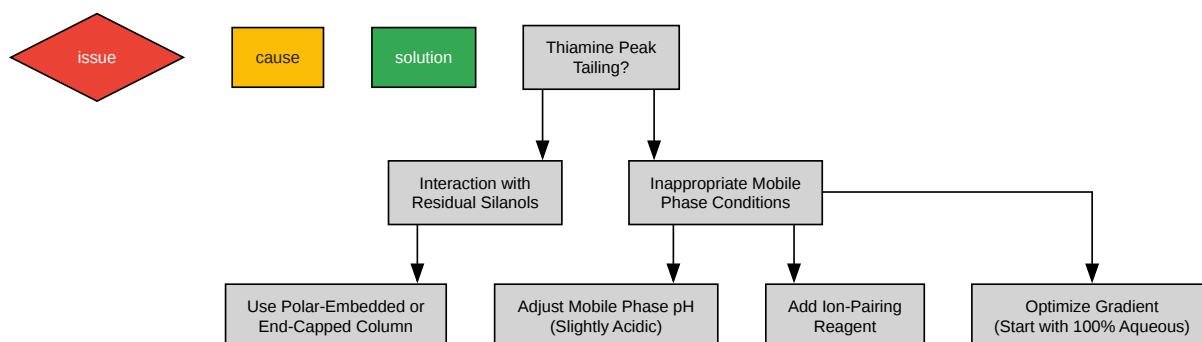 issue
cause
solution
Thiamine Peak
Tailing?
Interaction with
Residual Silanols
Inappropriate Mobile
Phase Conditions
Use Polar-Embedded or
End-Capped Column
Adjust Mobile Phase pH
(Slightly Acidic)
Add Ion-Pairing
Reagent
Optimize Gradient
(Start with 100% Aqueous)